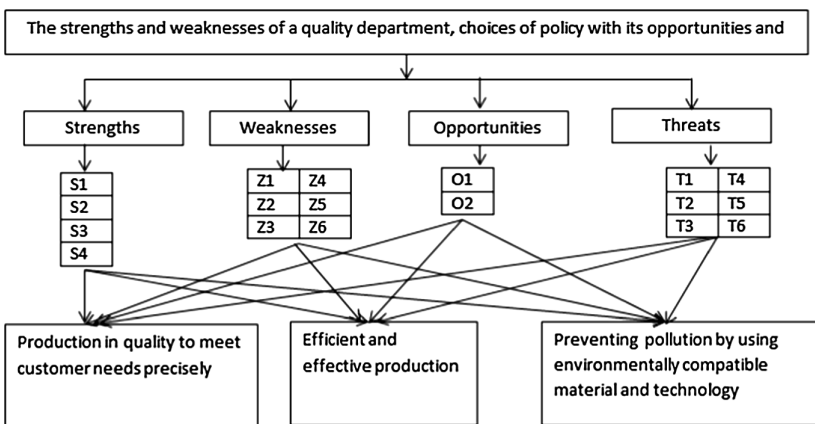 The strengths and weaknesses of a quality department, choices of policy with its opportunities and
Strengths
Weaknesses
Opportunities
Threats
S1
S2
S3
S4
Z1 Z4
Z2 Z5
Z3 Z6
O1
O2
T1 T4
T2 T5
T3 T6
Production in quality to meet
customer needs precisely
Efficient and
effective production
Preventing pollution by using
environmentally compatible
material and technology